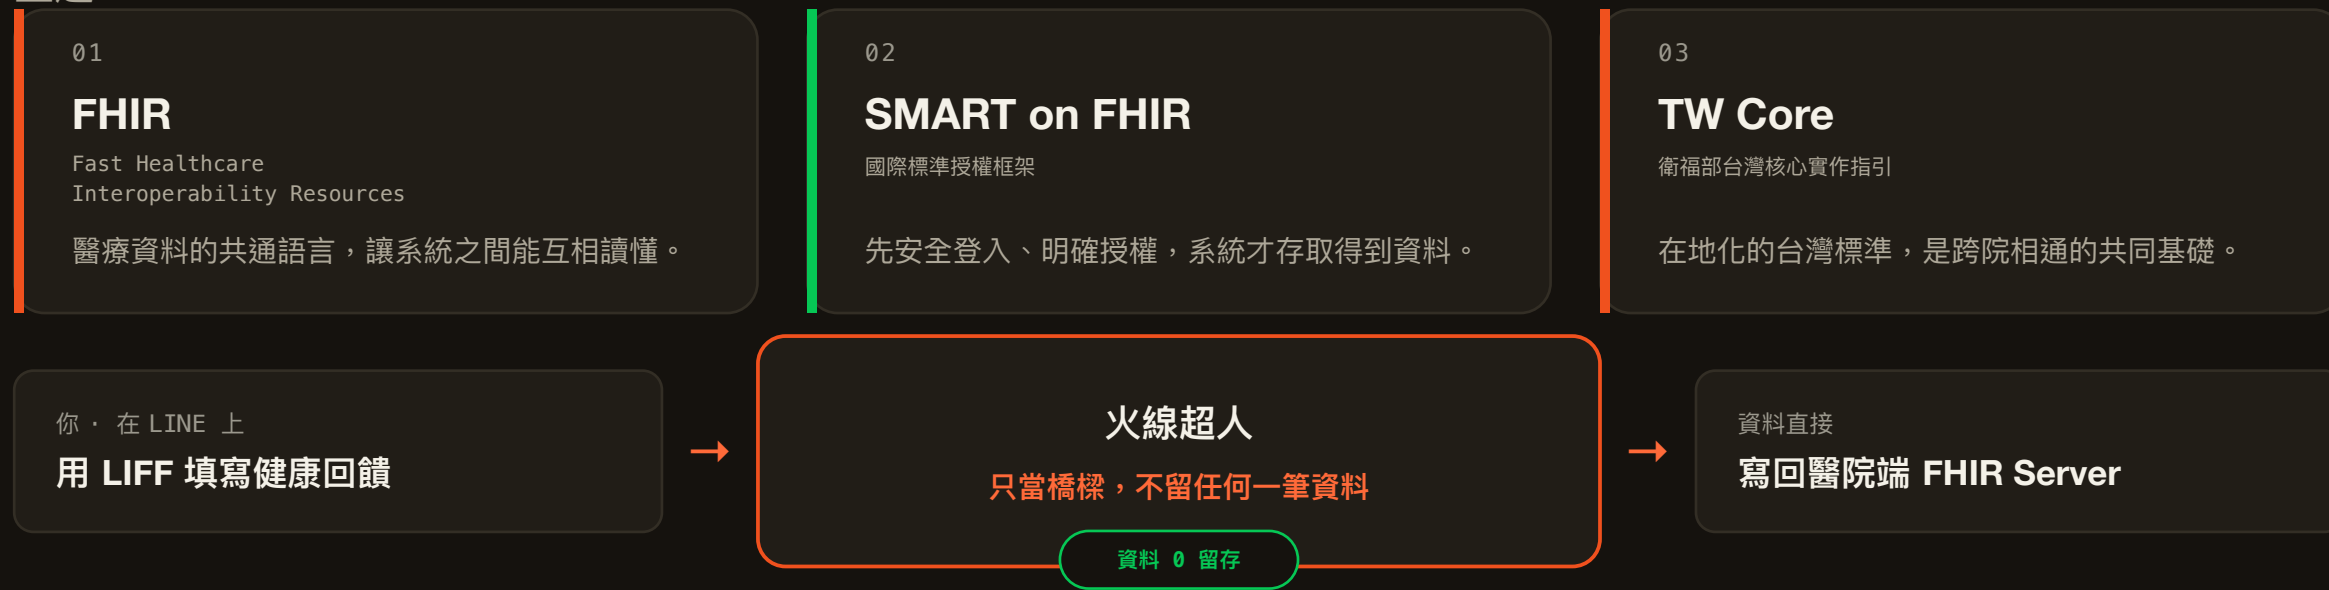 01
FHIR
Fast Healthcare
Interoperability Resources
醫療資料的共通語言，讓系統之間能互相讀懂。
02
SMART on FHIR
國際標準授權框架
先安全登入、明確授權，系統才存取得到資料。
03
TW Core
衛福部台灣核心實作指引
在地化的台灣標準，是跨院相通的共同基礎。
你 · 在 LINE 上
用 LIFF 填寫健康回饋
→
火線超人
只當橋樑，不留任何一筆資料
資料 0 留存
→
資料直接
寫回醫院端 FHIR Server